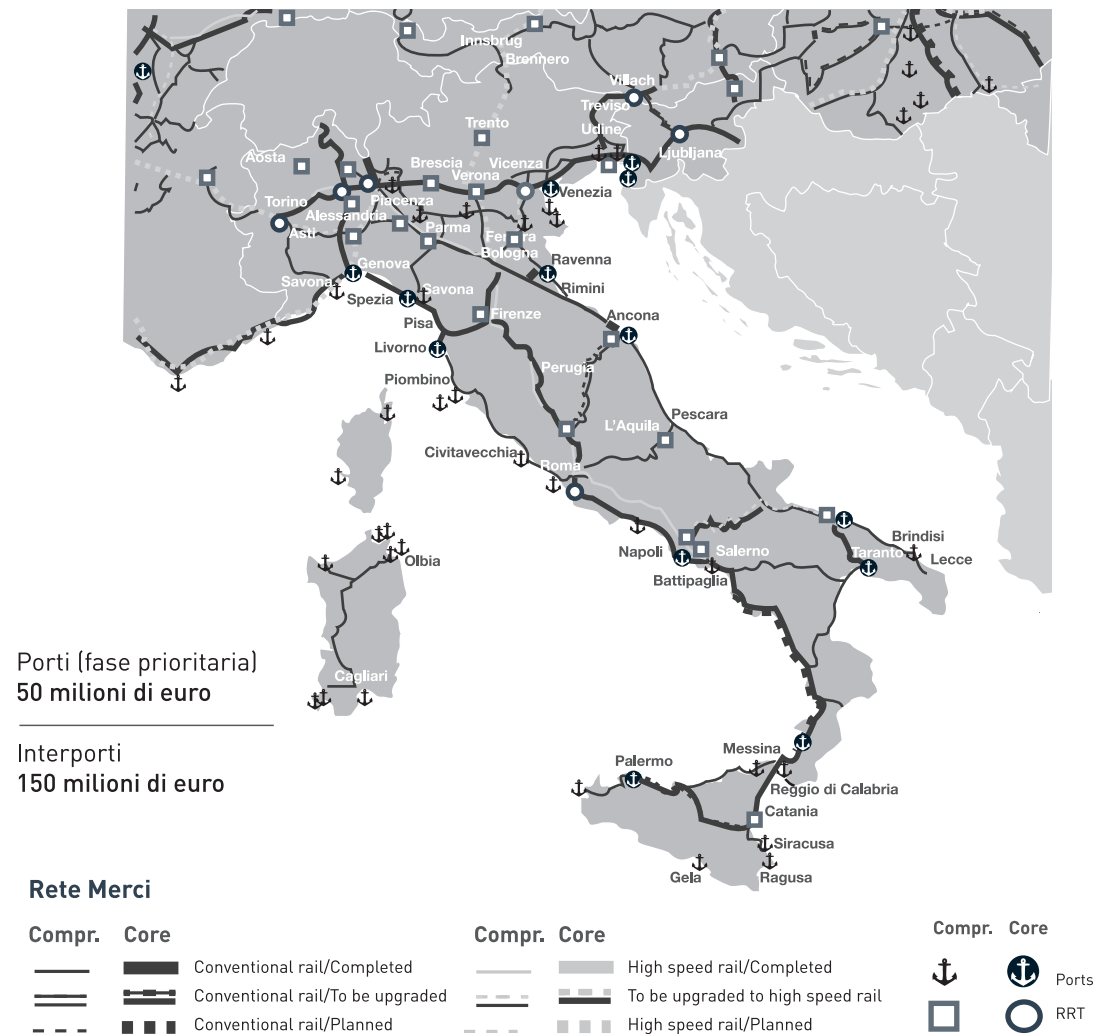 Innsbrug
Brennero
Villach
Treviso
Udine
Ljubljana
Trento
Aosta
Brescia
Vicenza
Verona
Venezia
Torino
Piacenza
Alessandria
Asti
Parma
Ferrara
Bologna
Ravenna
Genova
Savona
Savona
Rimini
Spezia
Firenze
Ancona
Pisa
Livorno
Perugia
Piombino
L'Aquila
Pescara
Civitavecchia
Roma
Napoli
Salerno
Brindisi
Taranto
Lecce
Battipaglia
Olbia
Cagliari
Porti (fase prioritaria)
50 milioni di euro
Interporti
150 milioni di euro
Messina
Palermo
Reggio di Calabria
Catania
Siracusa
Gela
Ragusa
Rete Merci
Compr. Core
Conventional rail/Completed
Conventional rail/To be upgraded
Conventional rail/Planned
Compr. Core
High speed rail/Completed
To be upgraded to high speed rail
High speed rail/Planned
Compr. Core
Ports
RRT